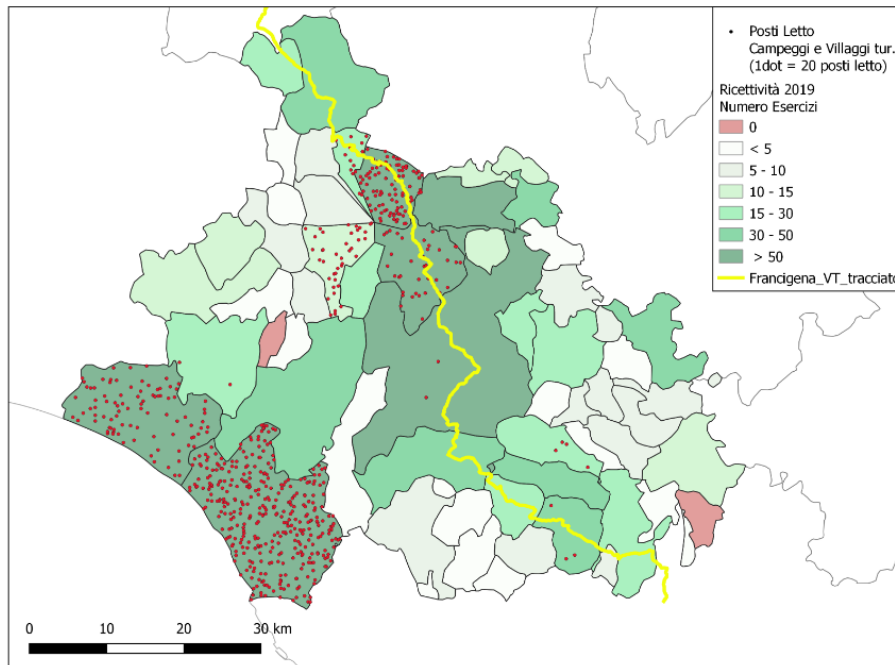 Posti Letto
Campeggi e Villaggi tur.
(1dot = 20 posti letto)
Ricettività 2019
Numero Esercizi
0
< 5
5 - 10
10 - 15
15 - 30
30 - 50
> 50
Francigena_VT_tracciato
0 10 20 30 km